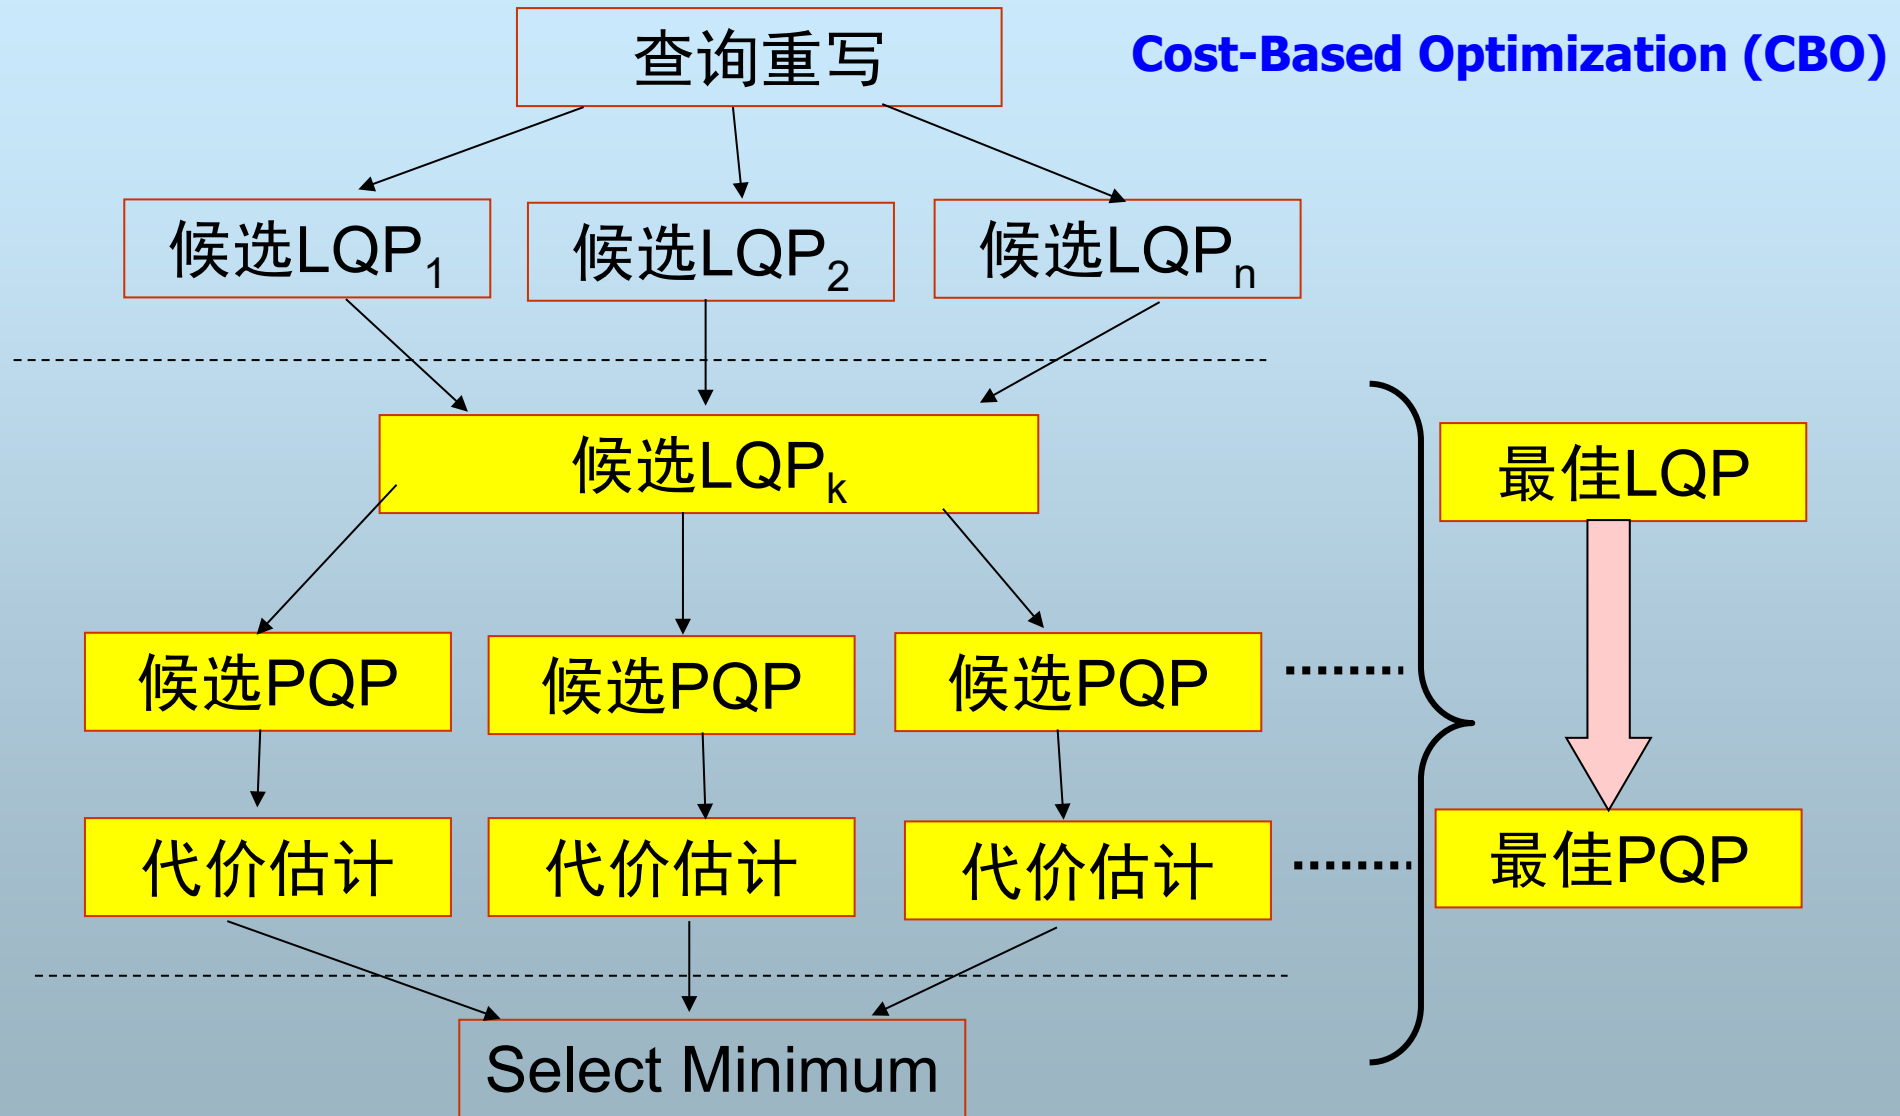 查询重写
Cost-Based Optimization (CBO)
候选LQP1
候选LQP2
候选LQPn
候选LQPk
最佳LQP
候选PQP
候选PQP
候选PQP
代价估计
代价估计
代价估计
最佳PQP
Select Minimum